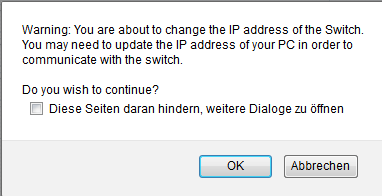 Warning: You are about to change the IP address of the Switch.
You may need to update the IP address of your PC in order to
communicate with the switch.
Do you wish to continue?
Diese Seiten daran hindern, weitere Dialoge zu öffnen
OK
Abbrechen